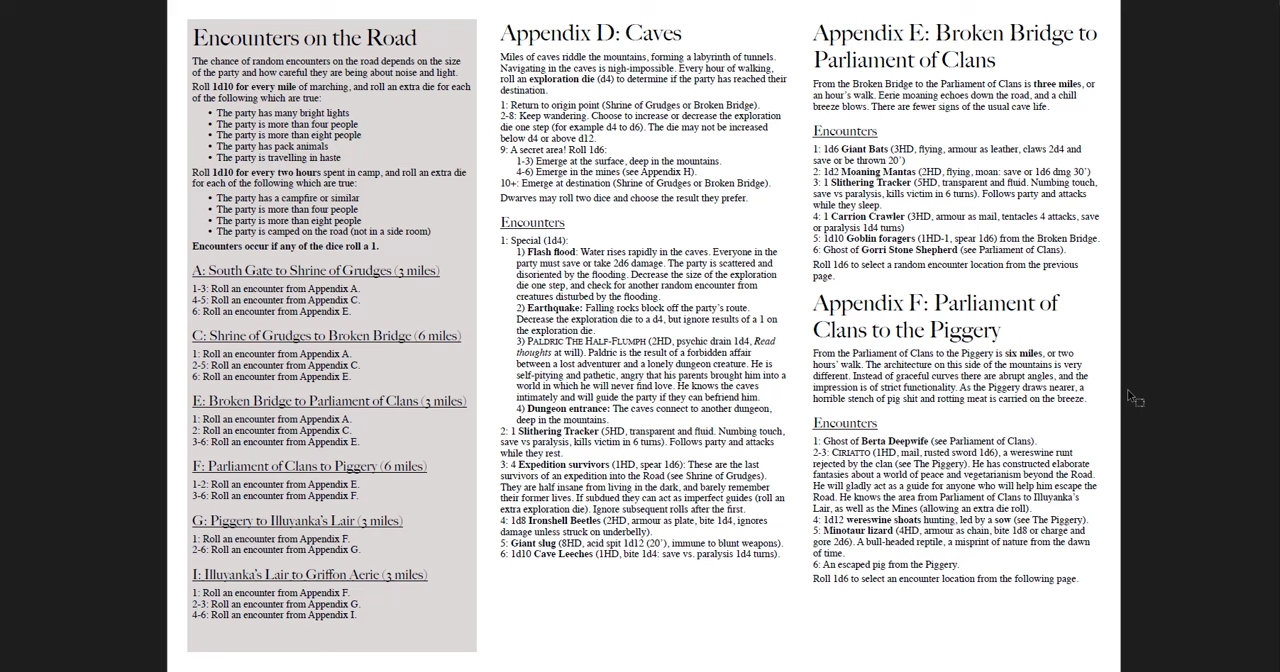 Encounters on the Road
The chance of random encounters on the road depends on the size
of the party and how careful they are being about noise and light.
Roll 1d10 for every mile of marching, and roll an extra die for each
of the following which are true:
• The party has many bright lights
• The party is more than four people
• The party is more than eight people
• The party has pack animals
• The party is travelling in haste
Roll 1d10 for every two hours spent in camp, and roll an extra die
for each of the following which are true:
• The party has a campfire or similar
• The party is more than four people
• The party is more than eight people
• The party is camped on the road (not in a side room)
Encounters occur if any of the dice roll a 1.
A: South Gate to Shrine of Grudges (3 miles)
1-3: Roll an encounter from Appendix A.
4-5: Roll an encounter from Appendix C.
6: Roll an encounter from Appendix E.
C: Shrine of Grudges to Broken Bridge (6 miles)
1: Roll an encounter from Appendix A.
2-5: Roll an encounter from Appendix C.
6: Roll an encounter from Appendix E.
E: Broken Bridge to Parliament of Clans (3 miles)
1: Roll an encounter from Appendix A.
2: Roll an encounter from Appendix C.
3-6: Roll an encounter from Appendix E.
F: Parliament of Clans to Piggery (6 miles)
1-2: Roll an encounter from Appendix E.
3-6: Roll an encounter from Appendix F.
G: Piggery to Illuyanka's Lair (3 miles)
1: Roll an encounter from Appendix F.
2-6: Roll an encounter from Appendix G.
I: Illuyanka's Lair to Griffon Aerie (3 miles)
1: Roll an encounter from Appendix F.
2-3: Roll an encounter from Appendix G.
4-6: Roll an encounter from Appendix I.
Appendix D: Caves
Miles of caves riddle the mountains, forming a labyrinth of tunnels.
Navigating in the caves is nigh-impossible. Every hour of walking,
roll an exploration die (d4) to determine if the party has reached their
destination.
1: Return to origin point (Shrine of Grudges or Broken Bridge).
2-8: Keep wandering. Choose to increase or decrease the exploration
die one step (for example d4 to d6). The die may not be increased
below d4 or above d12.
9: A secret area! Roll 1d6:
1-3) Emerge at the surface, deep in the mountains.
4-6) Emerge in the mines (see Appendix H).
10+: Emerge at destination (Shrine of Grudges or Broken Bridge).
Dwarves may roll two dice and choose the result they prefer.
Encounters
1: Special (1d4):
1) Flash flood: Water rises rapidly in the caves. Everyone in the
party must save or take 2d6 damage. The party is scattered and
disoriented by the flooding. Decrease the size of the exploration
die one step, and check for another random encounter from
creatures disturbed by the flooding.
2) Earthquake: Falling rocks block off the party's route.
Decrease the exploration die to a d4, but ignore results of a 1 on
the exploration die.
3) PALDRIC THE HALF-FLUMPH (2HD, psychic drain 1d4, Read
thoughts at will). Paldric is the result of a forbidden affair
between a lost adventurer and a lonely dungeon creature. He is
self-pitying and pathetic, angry that his parents brought him into a
world in which he will never find love. He knows the caves
intimately and will guide the party if they can befriend him.
4) Dungeon entrance: The caves connect to another dungeon,
deep in the mountains.
2: 1 Slithering Tracker (5HD, transparent and fluid. Numbing touch,
save vs paralysis, kills victim in 6 turns). Follows party and attacks
while they rest.
3: 4 Expedition survivors (1HD, spear 1d6): These are the last
survivors of an expedition into the Road (see Shrine of Grudges).
They are half insane from living in the dark, and barely remember
their former lives. If subdued they can act as imperfect guides (roll an
extra exploration die). Ignore subsequent rolls after the first.
4: 1d8 Ironshell Beetles (2HD, armour as plate, bite 1d4, ignores
damage unless struck on underbelly).
5: Giant slug (8HD, acid spit 1d12 (20'), immune to blunt weapons).
6: 1d10 Cave Leeches (1HD, bite 1d4: save vs. paralysis 1d4 turns).
Appendix E: Broken Bridge to
Parliament of Clans
From the Broken Bridge to the Parliament of Clans is three miles, or
an hour's walk. Eerie moaning echoes down the road, and a chill
breeze blows. There are fewer signs of the usual cave life.
Encounters
1: 1d6 Giant Bats (3HD, flying, armour as leather, claws 2d4 and
save or be thrown 20')
2: 1d2 Moaning Mantas (2HD, flying, moan: save or 1d6 dmg 30')
3: 1 Slithering Tracker (5HD, transparent and fluid. Numbing touch,
save vs paralysis, kills victim in 6 turns). Follows party and attacks
while they sleep.
4: 1 Carrion Crawler (3HD, armour as mail, tentacles 4 attacks, save
or paralysis 1d4 turns)
5: 1d10 Goblin foragers (1HD-1, spear 1d6) from the Broken Bridge.
6: Ghost of Gorri Stone Shepherd (see Parliament of Clans).
Roll 1d6 to select a random encounter location from the previous
page.
Appendix F: Parliament of
Clans to the Piggery
From the Parliament of Clans to the Piggery is six miles, or two
hours' walk. The architecture on this side of the mountains is very
different. Instead of graceful curves there are abrupt angles, and the
impression is of strict functionality. As the Piggery draws nearer, a
horrible stench of pig shit and rotting meat is carried on the breeze.
Encounters
1: Ghost of Berta Deepwife (see Parliament of Clans).
2-3: CIRIATTO (1HD, mail, rusted sword 1d6), a wereswine runt
rejected by the clan (see The Piggery). He has constructed elaborate
fantasies about a world of peace and vegetarianism beyond the Road.
He will gladly act as a guide for anyone who will help him escape the
Road. He knows the area from Parliament of Clans to Illuyanka's
Lair, as well as the Mines (allowing an extra die roll).
4: 1d12 wereswine shoats hunting, led by a sow (see The Piggery).
5: Minotaur lizard (4HD, armour as chain, bite 1d8 or charge and
gore 2d6). A bull-headed reptile, a misprint of nature from the dawn
of time.
6: An escaped pig from the Piggery.
Roll 1d6 to select an encounter location from the following page.